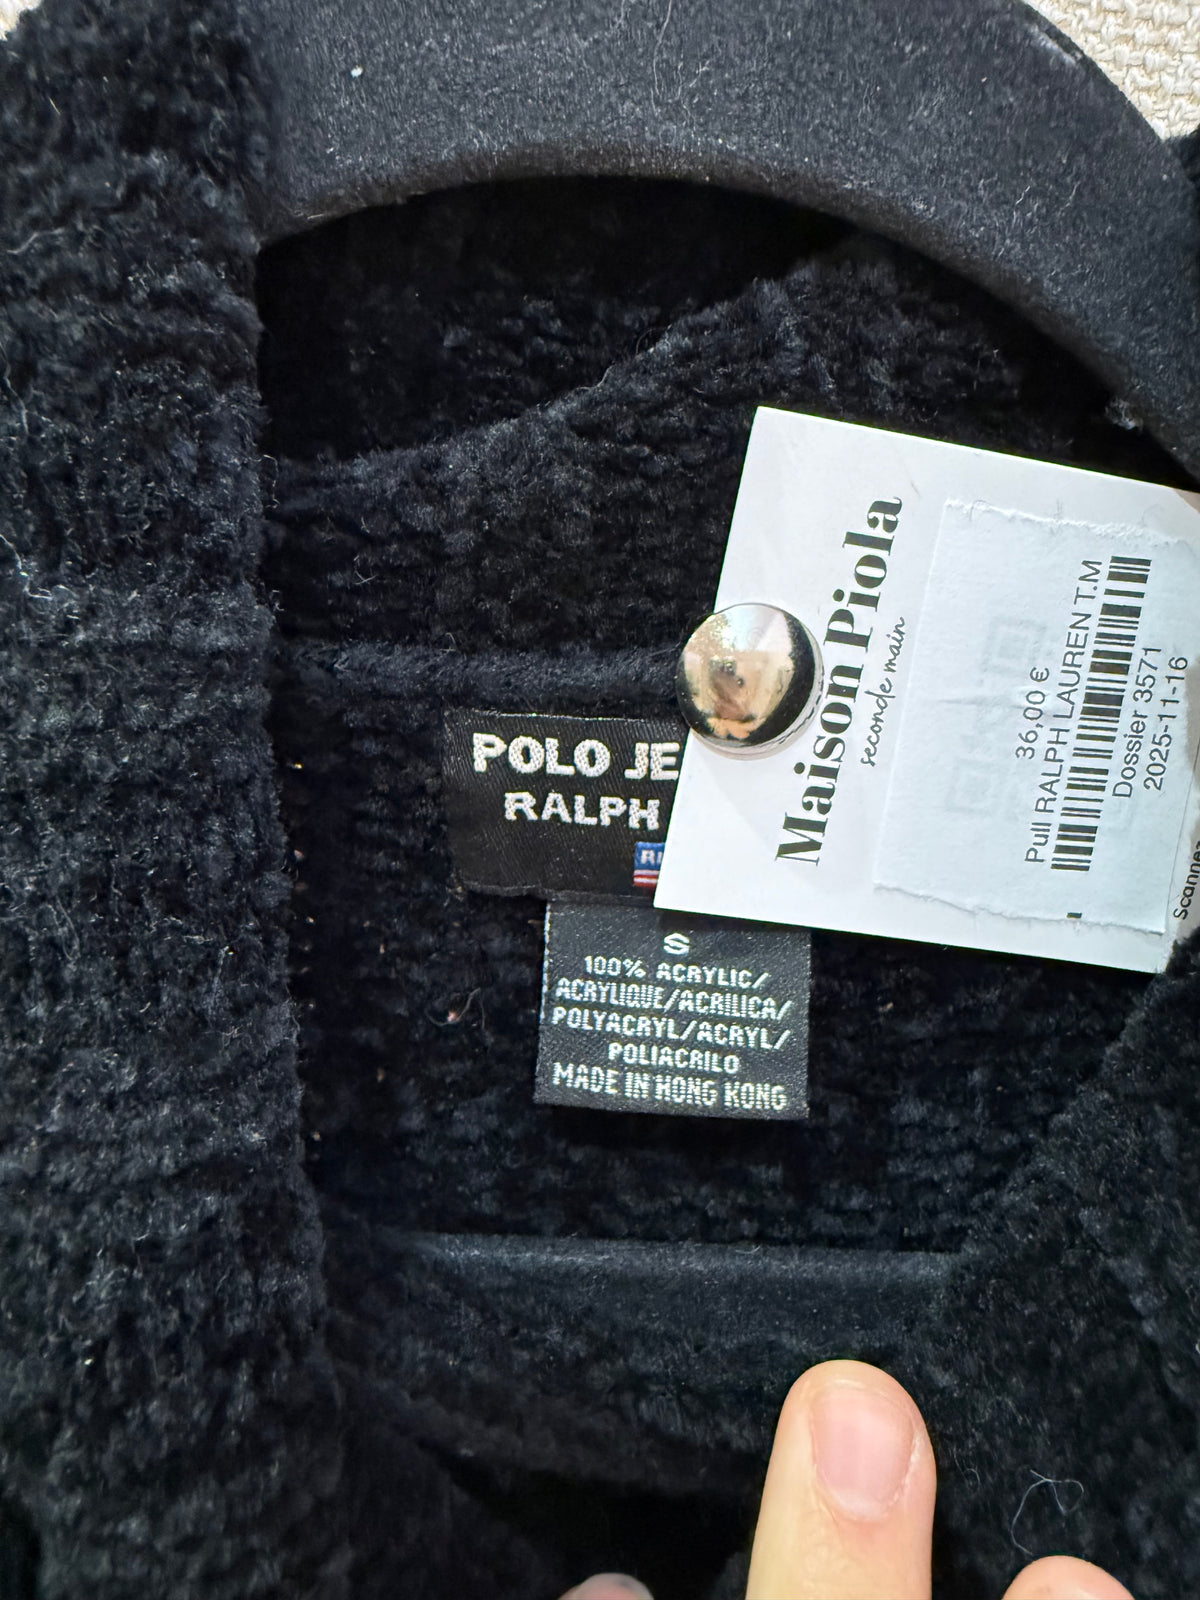 POLO JE
RALPH
S
100% ACRYLIC/
ACRYLIQUE/ACRILICA/
POLYACRYL/ACRYL/
POLIACRILO
MADE IN HONG KONG
Maison Piola
seconde main
36,00 €
Pull RALPH LAUREN T.M
Dossier 3571
2025-11-16